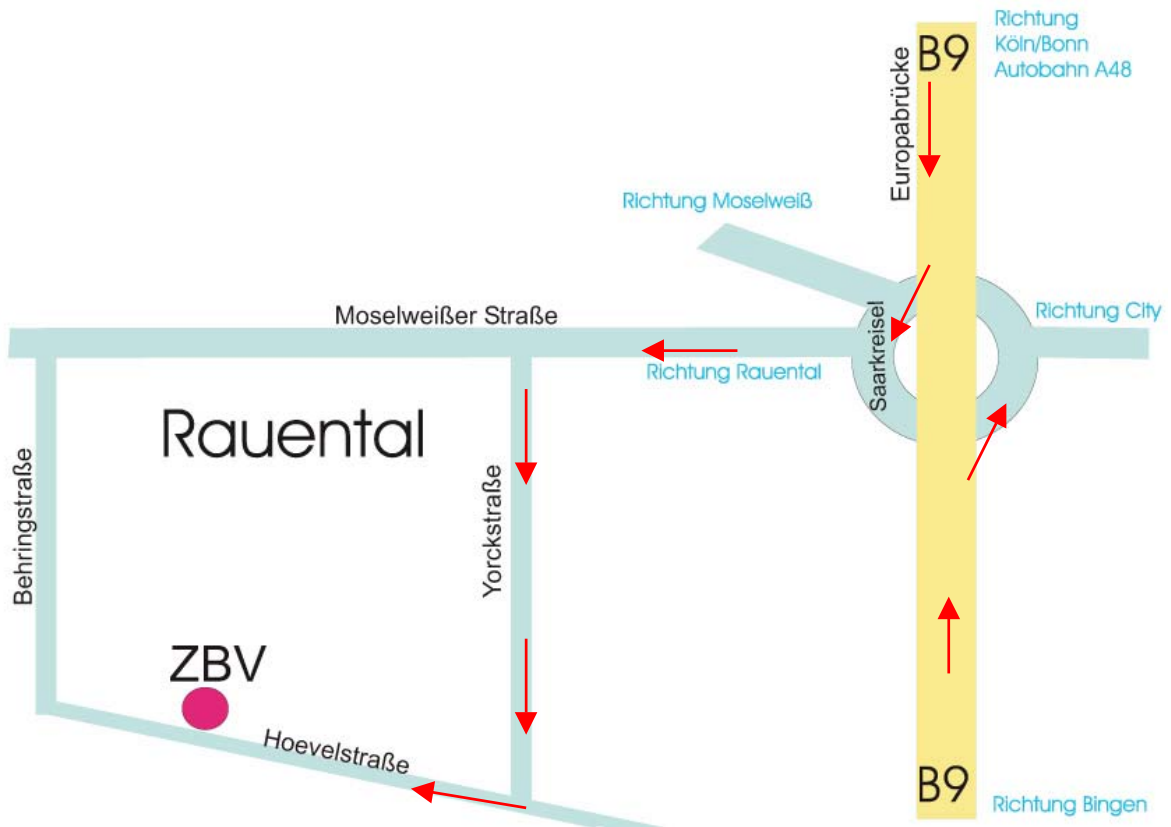 Richtung
Köln/Bonn
Autobahn A48
B9
Europabrücke
Richtung Moselweiß
Moselweißer Straße
Saarkreisel
Richtung City
Richtung Rauental
Rauental
Behringstraße
Yorckstraße
ZBV
Hoevelstraße
B9
Richtung Bingen